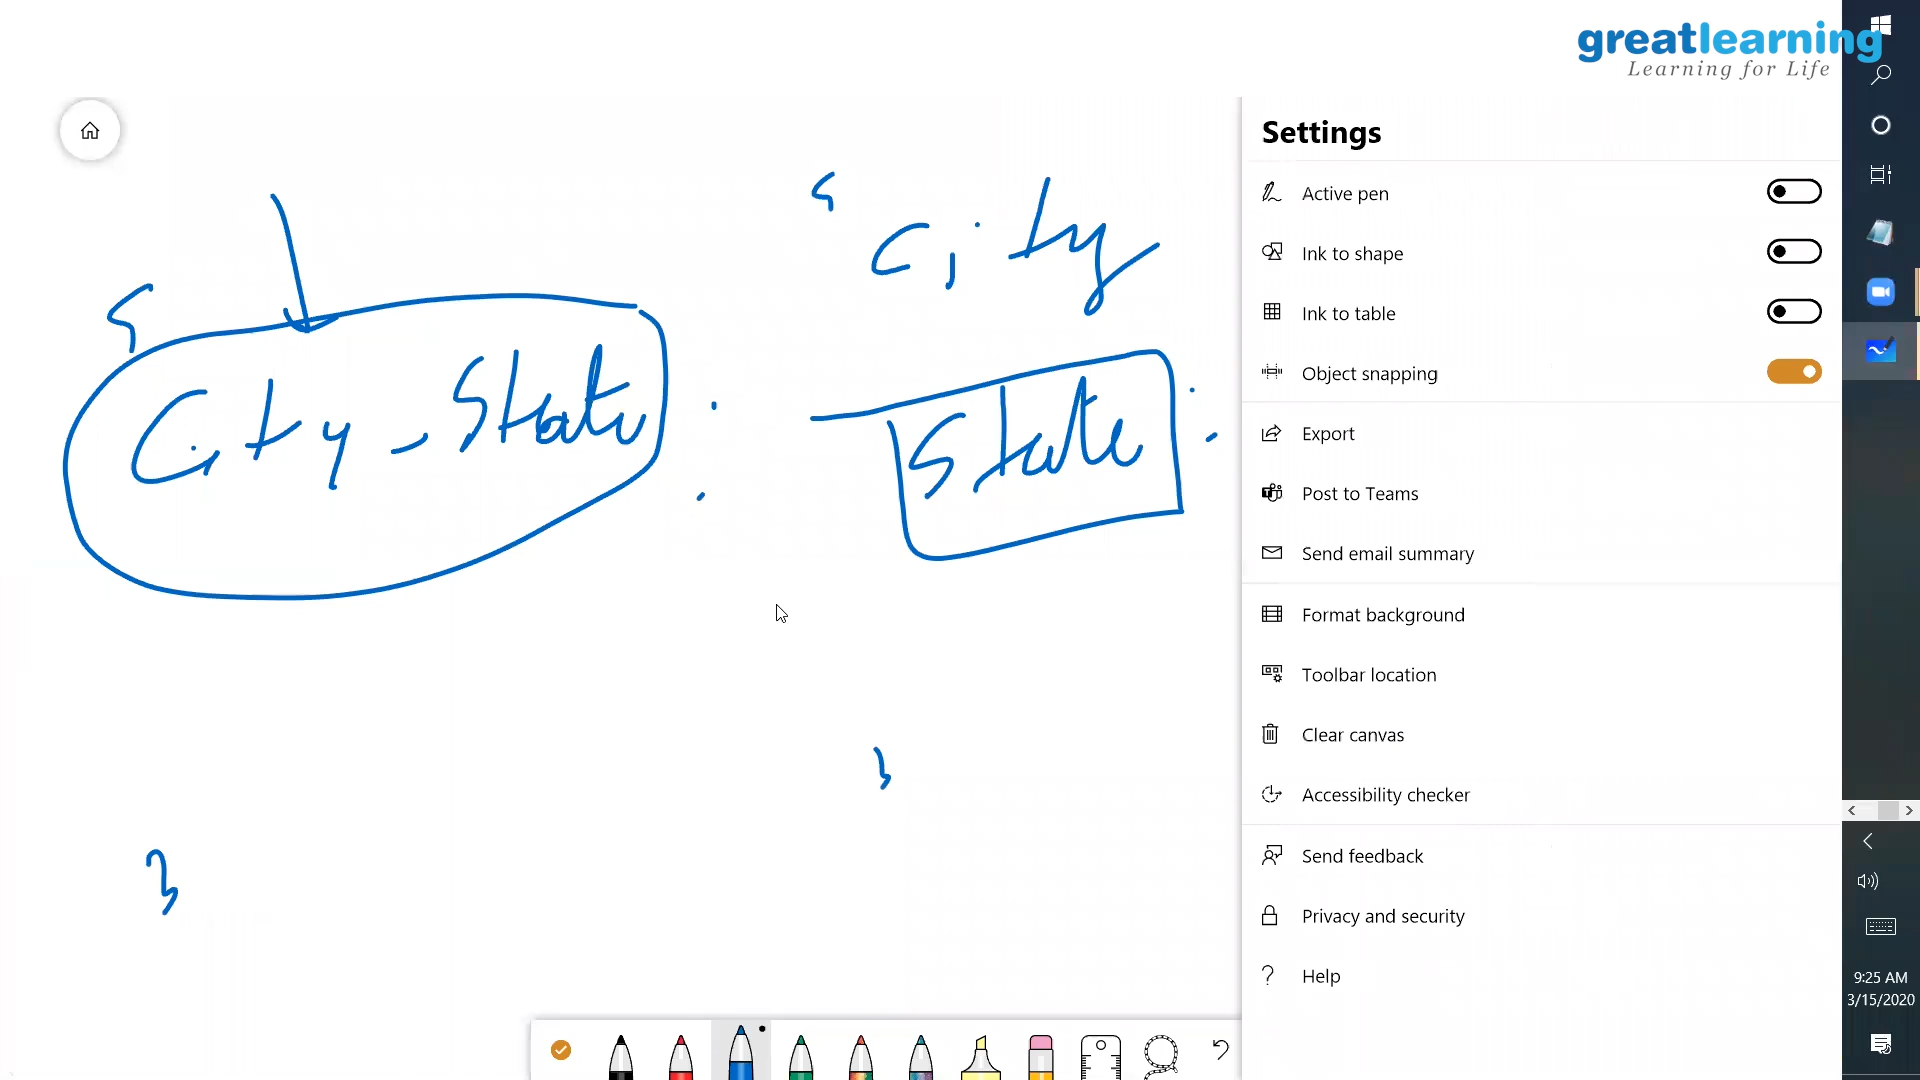 greatlearning
Learning for Life
{
City - State :
{
City
State :
}
}
Settings
Active pen
Ink to shape
Ink to table
Object snapping
Export
Post to Teams
Send email summary
Format background
Toolbar location
Clear canvas
Accessibility checker
Send feedback
Privacy and security
Help
9:25 AM
3/15/2020